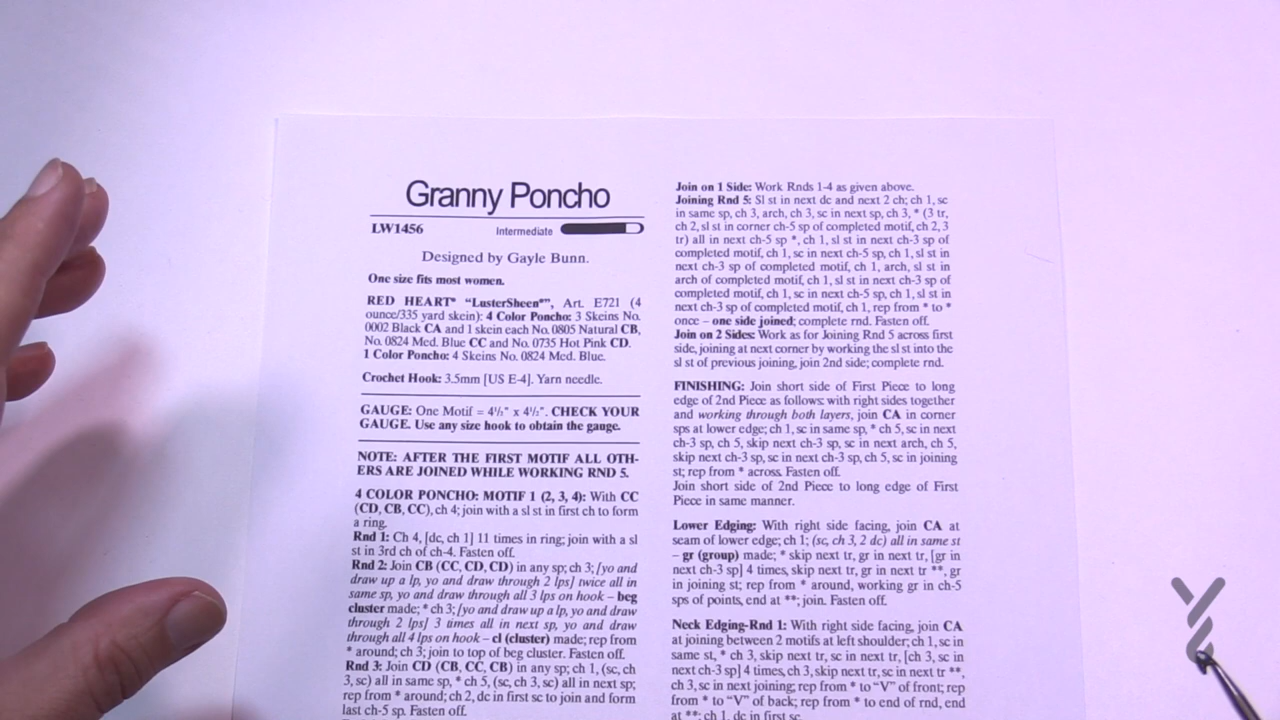 Granny Poncho
LW1456 Intermediate
Designed by Gayle Bunn.
One size fits most women.
RED HEART® “LusterSheen®”, Art. E721 (4
ounce/335 yard skein): 4 Color Poncho: 3 Skeins No.
0002 Black CA and 1 skein each No. 0805 Natural CB,
No. 0824 Med. Blue CC and No. 0735 Hot Pink CD.
1 Color Poncho: 4 Skeins No. 0824 Med. Blue.
Crochet Hook: 3.5mm [US E-4]. Yarn needle.
GAUGE: One Motif = 4½" x 4½". CHECK YOUR
GAUGE. Use any size hook to obtain the gauge.
NOTE: AFTER THE FIRST MOTIF ALL OTH-
ERS ARE JOINED WHILE WORKING RND 5.
4 COLOR PONCHO: MOTIF 1 (2, 3, 4): With CC
(CD, CB, CC), ch 4; join with a sl st in first ch to form
a ring.
Rnd 1: Ch 4, [dc, ch 1] 11 times in ring; join with a sl
st in 3rd ch of ch-4. Fasten off.
Rnd 2: Join CB (CC, CD, CD) in any sp; ch 3; [yo and
draw up a lp, yo and draw through 2 lps] twice all in
same sp, yo and draw through all 3 lps on hook – beg
cluster made; * ch 3; [yo and draw up a lp, yo and draw
through 2 lps] 3 times all in next sp, yo and draw
through all 4 lps on hook – cl (cluster) made; rep from
* around; ch 3; join to top of beg cluster. Fasten off.
Rnd 3: Join CD (CB, CC, CB) in any sp; ch 1, (sc, ch
3, sc) all in same sp, * ch 5, (sc, ch 3, sc) all in next sp;
rep from * around; ch 2, dc in first sc to join and form
last ch-5 sp. Fasten off.
Join on 1 Side: Work Rnds 1-4 as given above.
Joining Rnd 5: Sl st in next dc and next 2 ch; ch 1, sc
in same sp, ch 3, arch, ch 3, sc in next sp, ch 3, * (3 tr,
ch 2, sl st in corner ch-5 sp of completed motif, ch 2, 3
tr) all in next ch-5 sp *, ch 1, sl st in next ch-3 sp of
completed motif, ch 1, sc in next ch-5 sp, ch 1, sl st in
next ch-3 sp of completed motif, ch 1, arch, sl st in
arch of completed motif, ch 1, sc in next sp, ch 1, sl st in
next ch-3 sp of completed motif, ch 1, sc in next ch-5 sp, ch 1, sl st in
next ch-3 sp of completed motif, ch 1, rep from * to *
once – one side joined; complete rnd. Fasten off.
Join on 2 Sides: Work as for Joining Rnd 5 across first
side, joining at next corner by working the sl st into the
sl st of previous joining, join 2nd side; complete rnd.
FINISHING: Join short side of First Piece to long
edge of 2nd Piece as follows: with right sides together
and working through both layers, join CA in corner
sps at lower edge; ch 1, sc in same sp, * ch 5, sc in next
ch-3 sp, ch 5, skip next ch-3 sp, sc in next arch, ch 5,
skip next ch-3 sp, sc in next ch-3 sp, ch 5, sc in joining
st; rep from * across. Fasten off.
Join short side of 2nd Piece to long edge of First
Piece in same manner.
Lower Edging: With right side facing, join CA at
seam of lower edge; ch 1; (sc, ch 3, 2 dc) all in same st
– gr (group) made; * skip next tr, gr in next tr, [gr in
next ch-3 sp] 4 times, skip next tr, gr in next tr **, gr
in joining st; rep from * around, working gr in ch-5
sps of points, end at **; join. Fasten off.
Neck Edging-Rnd 1: With right side facing, join CA
at joining between 2 motifs at left shoulder; ch 1, sc in
same st, * ch 3, skip next tr, sc in next tr, [ch 3, sc in
next ch-3 sp] 4 times, ch 3, skip next tr, sc in next tr **,
ch 3, sc in next joining; rep from * to “V” of front; rep
from * to “V” of back; rep from * to end of rnd, end
at **; ch 1, dc in first sc.